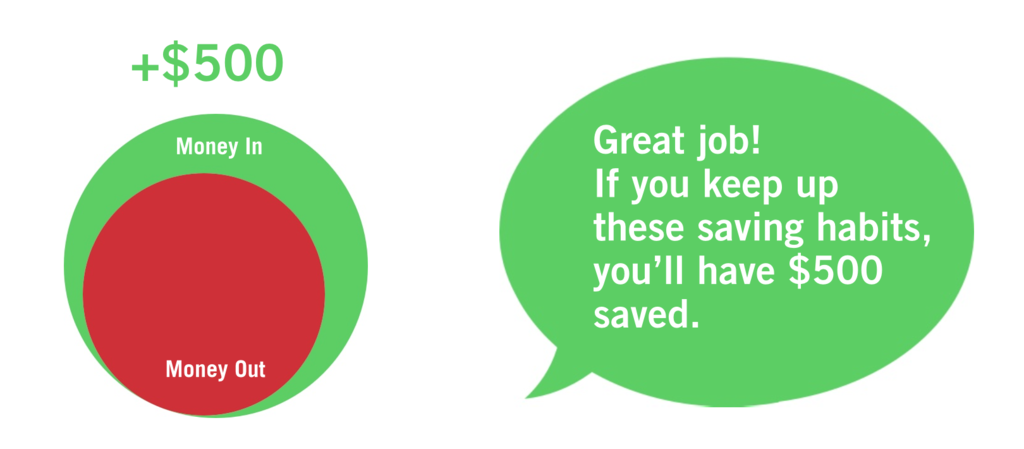 +$500
Money In
Money Out
Great job!
If you keep up
these saving habits,
you’ll have $500
saved.